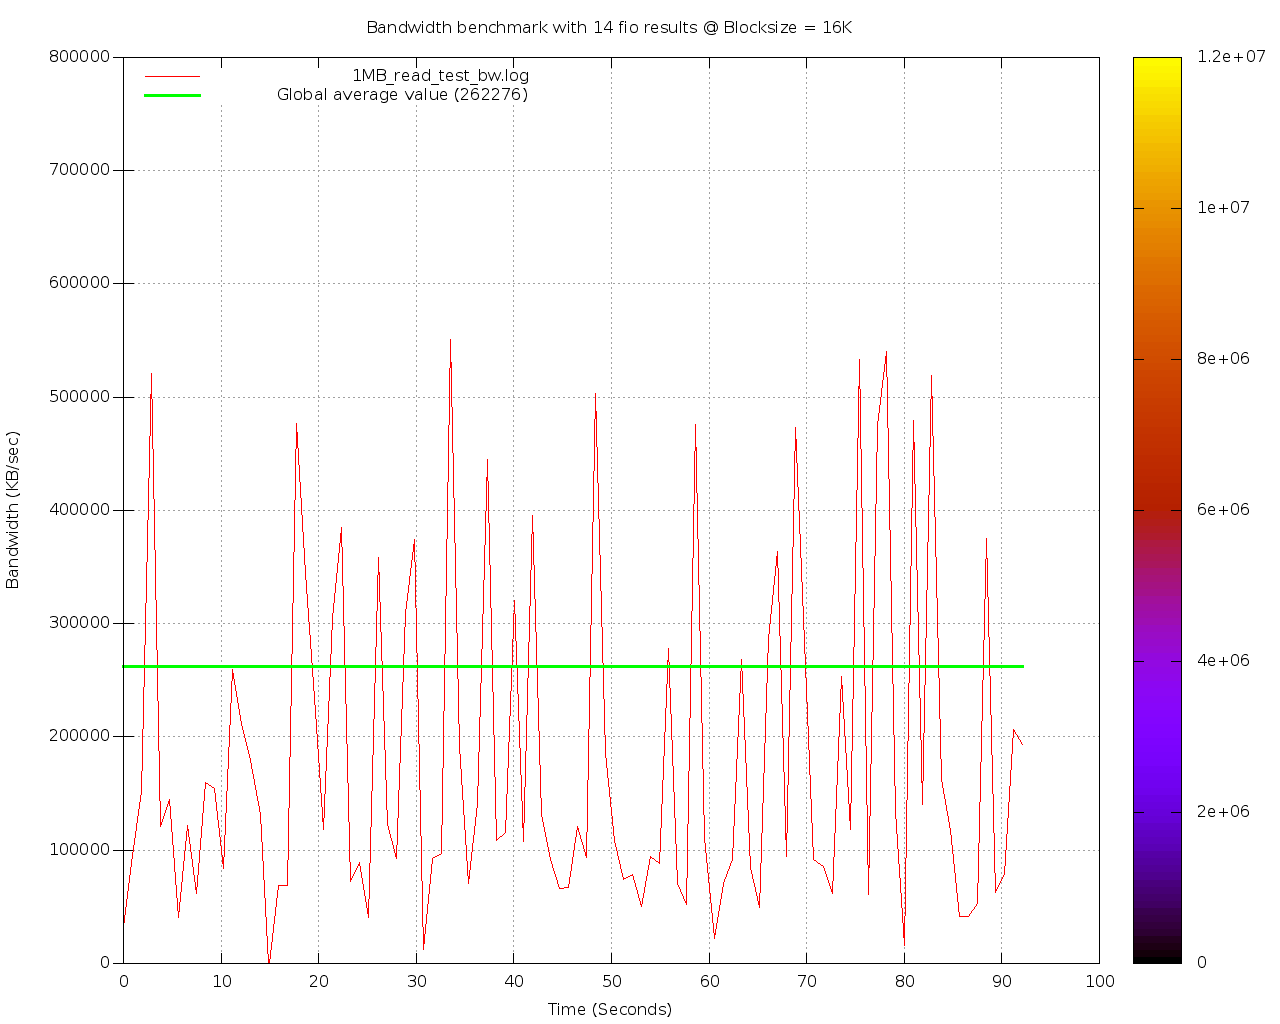 Bandwidth benchmark with 14 fio results @ Blocksize = 16K
1MB_read_test_bw.log
Global average value (262276)
800000
700000
600000
500000
400000
300000
200000
100000
0
Bandwidth (KB/sec)
0 10 20 30 40 50 60 70 80 90 100
Time (Seconds)
1.2e+07
1e+07
8e+06
6e+06
4e+06
2e+06
0